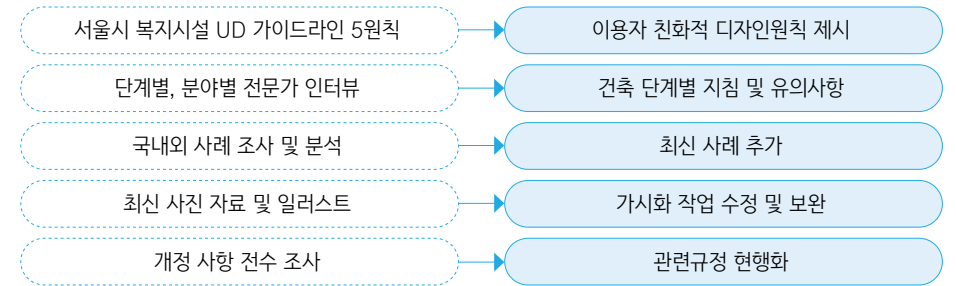 서울시 복지시설 UD 가이드라인 5원칙
이용자 친화적 디자인원칙 제시
단계별, 분야별 전문가 인터뷰
건축 단계별 지침 및 유의사항
국내외 사례 조사 및 분석
최신 사례 추가
최신 사진 자료 및 일러스트
가시화 작업 수정 및 보완
개정 사항 전수 조사
관련규정 현행화